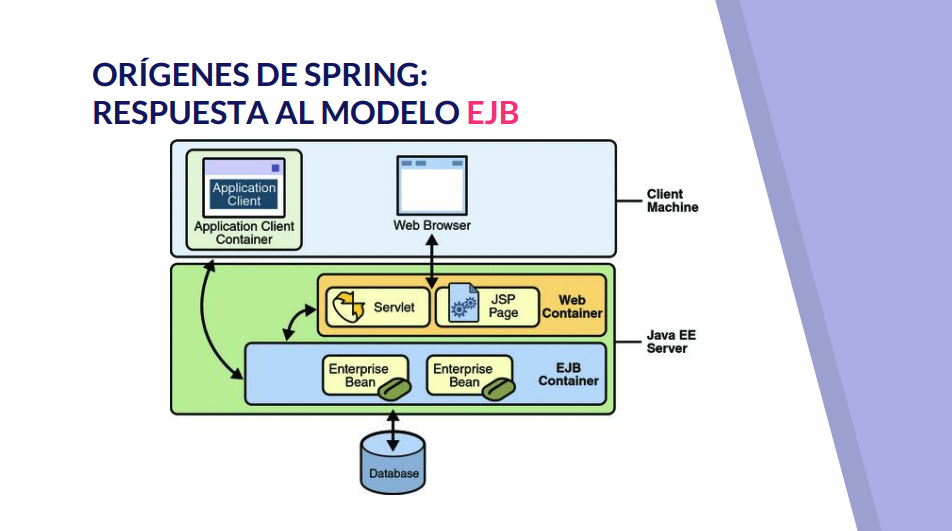 ORÍGENES DE SPRING:
RESPUESTA AL MODELO EJB
Application
Client
Application Client
Container
Web Browser
Client
Machine
Servlet
JSP
Page
Web
Container
Java EE
Server
Enterprise
Bean
Enterprise
Bean
EJB
Container
Database